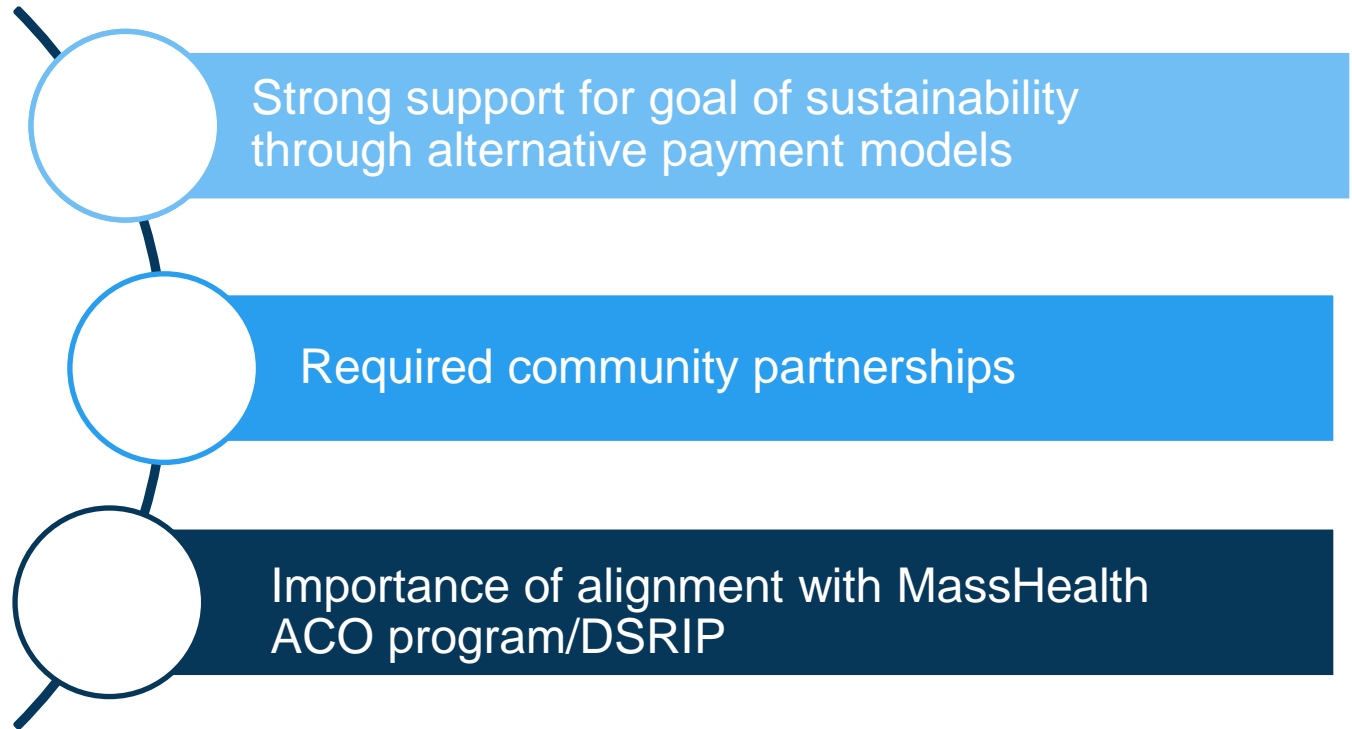 Strong support for goal of sustainability
through alternative payment models
Required community partnerships
Importance of alignment with MassHealth
ACO program/DSRIP